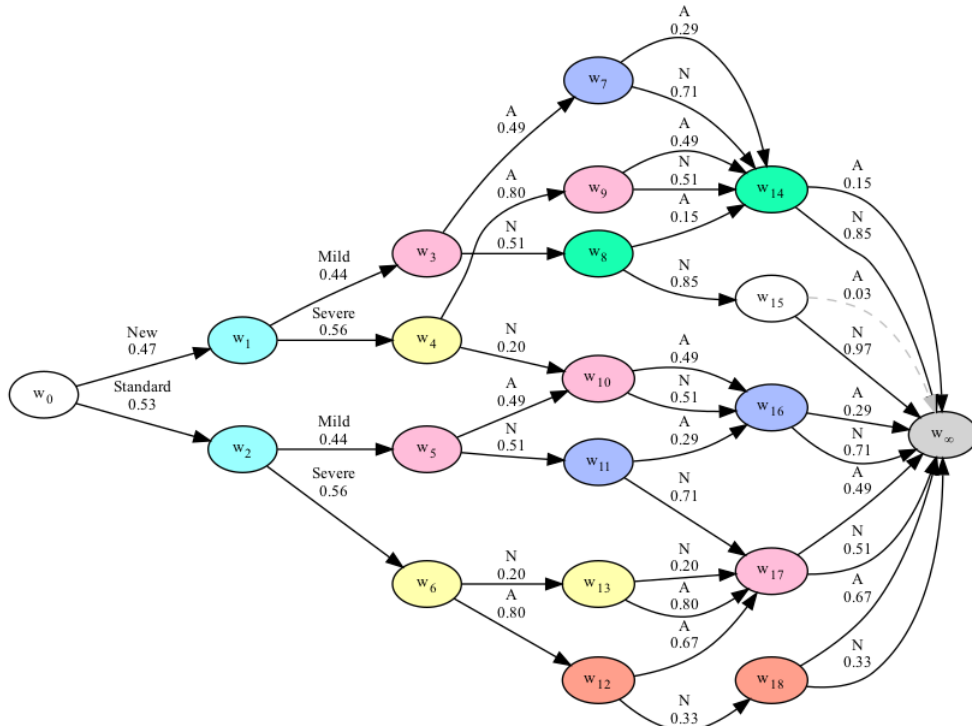 A
0.29
w7
N
0.71
A
0.49
A
0.49
N
0.51
A
0.80
w9
w14
A
0.15
A
0.15
N
0.85
N
0.51
w3
w8
Mild
0.44
N
0.85
w15
A
0.03
New
0.47
w1
Severe
0.56
w4
N
0.20
N
0.97
w0
Standard
0.53
A
0.49
w10
A
0.49
N
0.51
w16
A
0.29
w∞
w2
Mild
0.44
w5
N
0.51
w11
A
0.29
N
0.71
A
0.49
Severe
0.56
N
0.71
N
0.51
w6
N
0.20
A
0.80
w13
N
0.20
A
0.80
w17
A
0.67
A
0.67
w12
N
0.33
w18
N
0.33